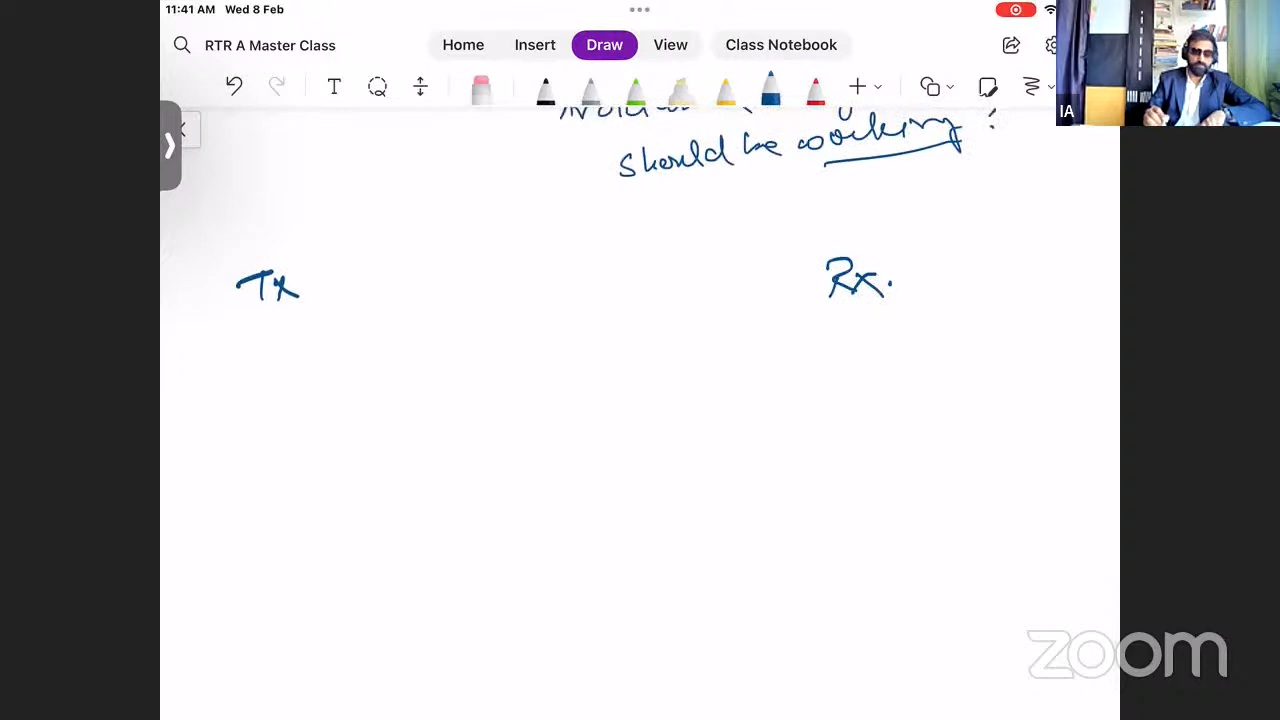 11:41 AM Wed 8 Feb
RTR A Master Class
Home Insert Draw View Class Notebook
IA
should be working ?
Tx Rx.
zoom